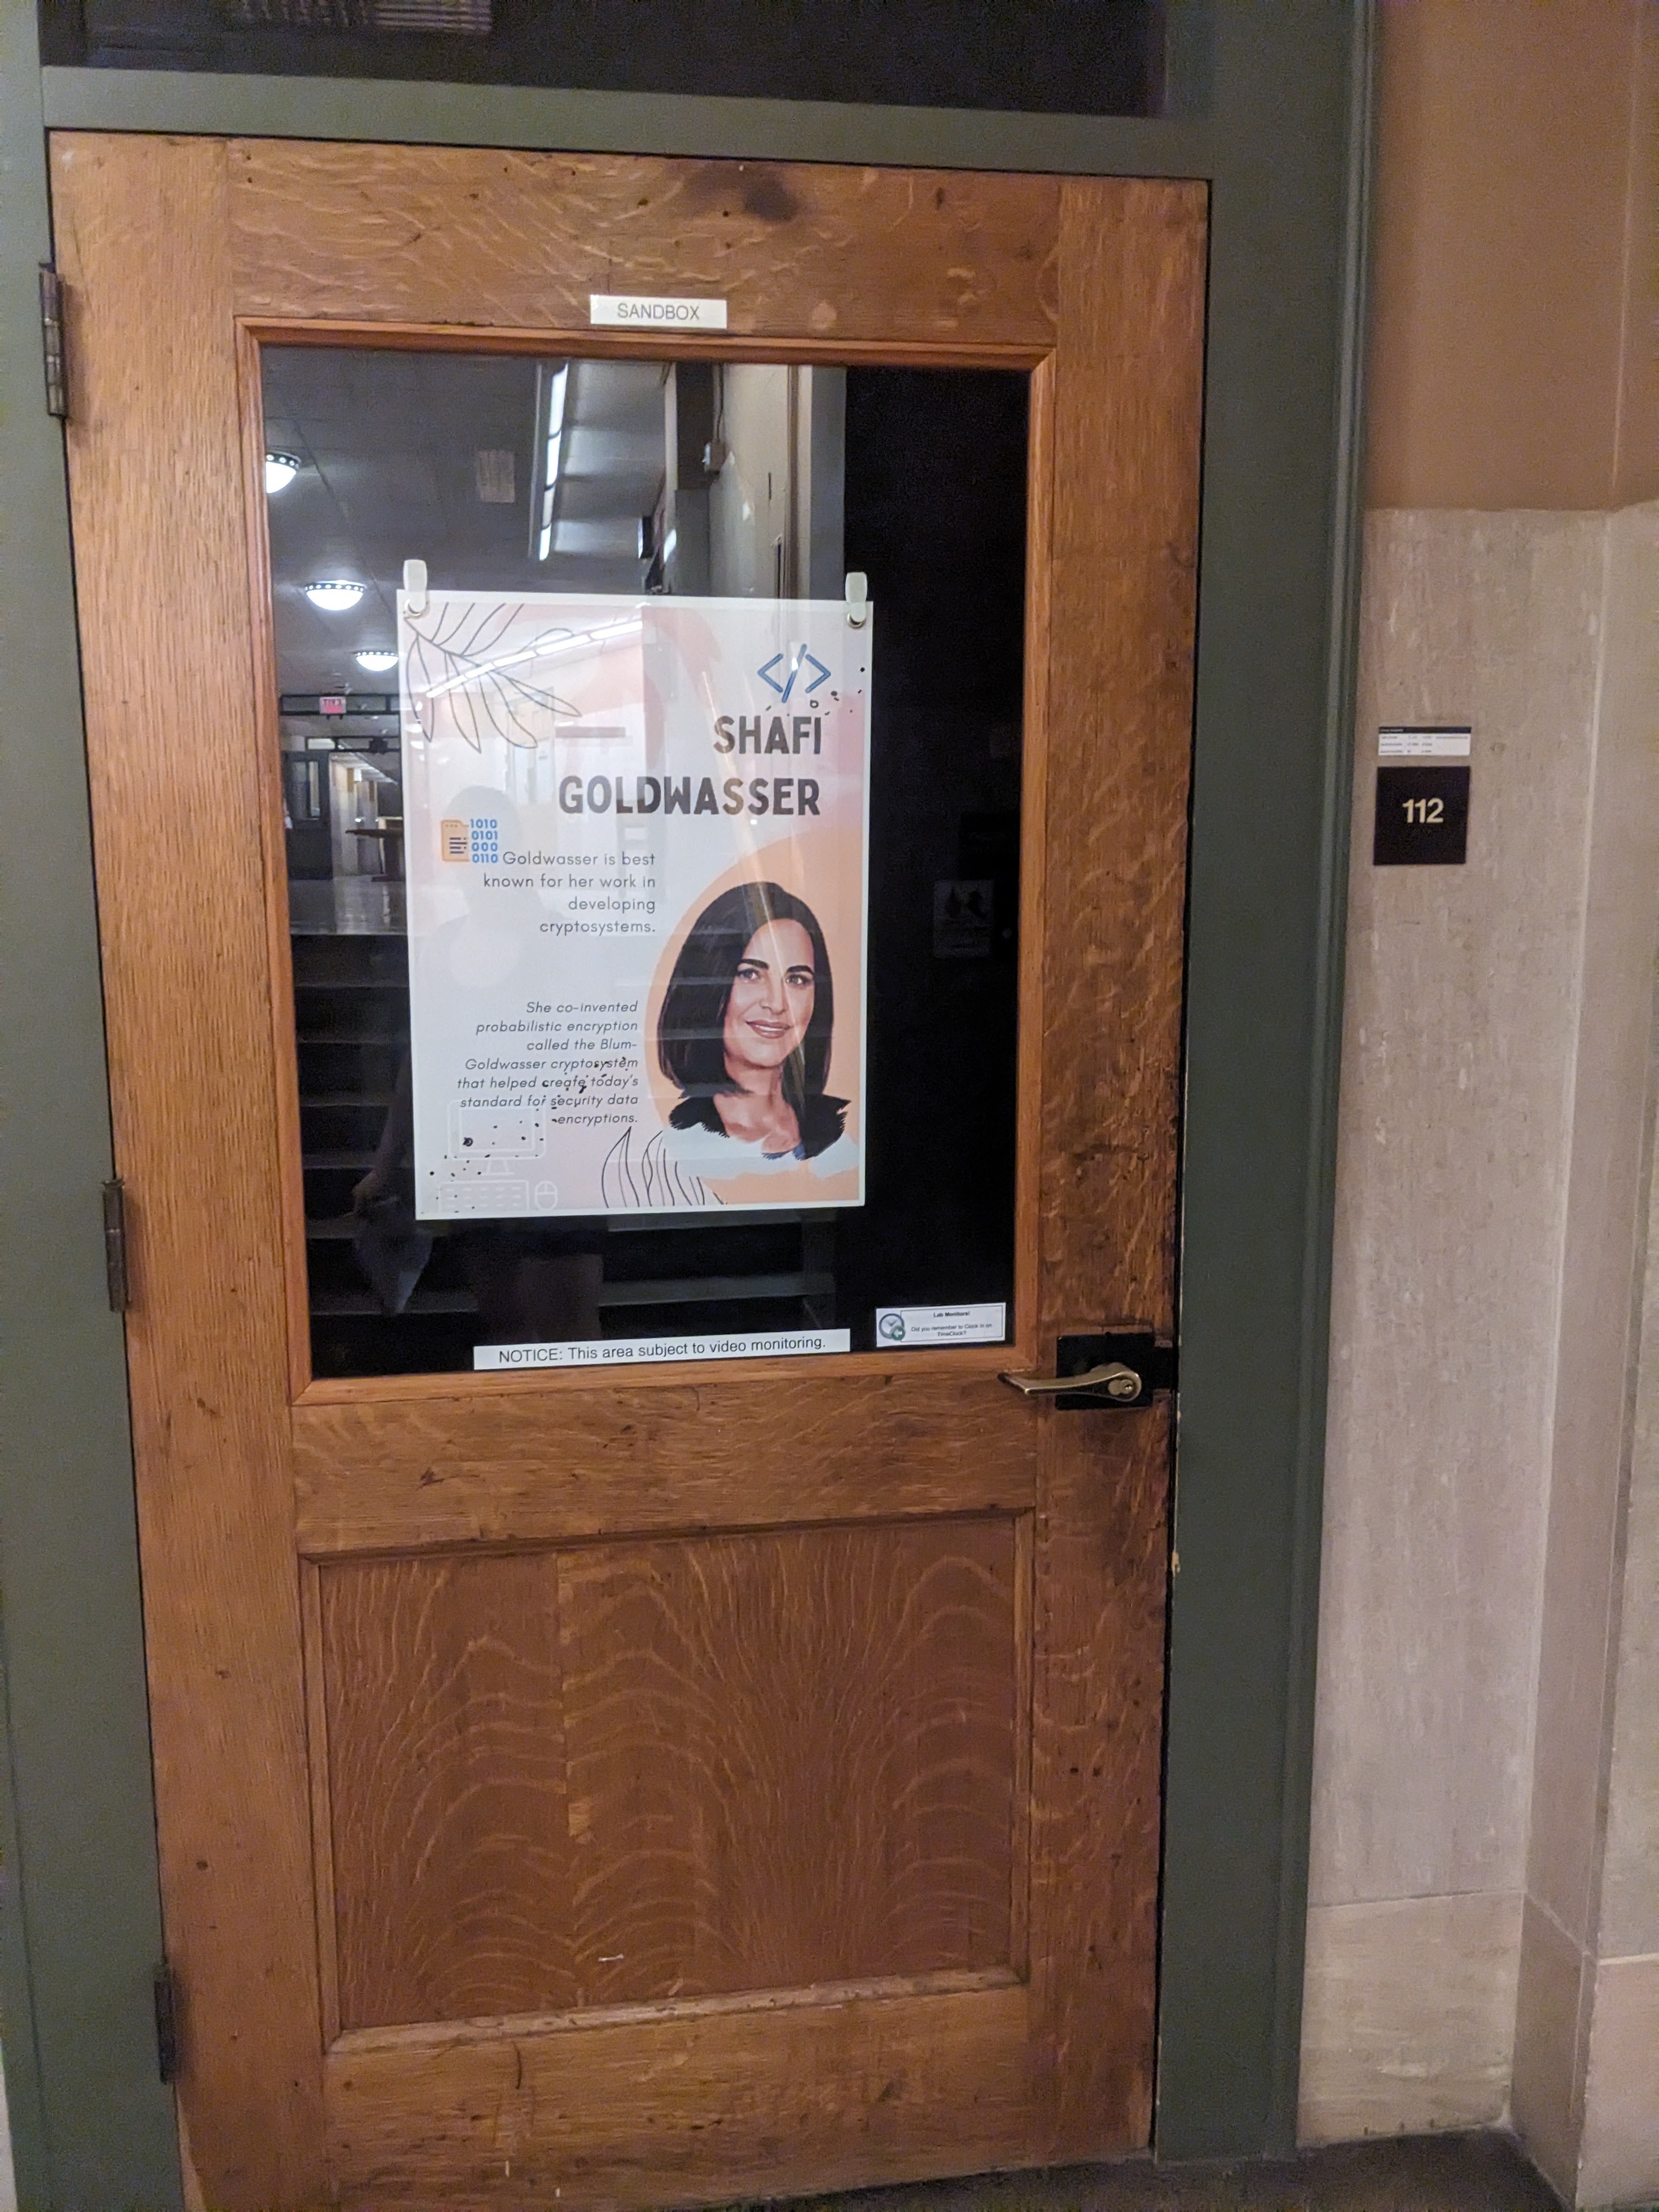 SANDBOX
SHAFI
GOLDWASSER
1010
0101
000
0110
Goldwasser is best
known for her work in
developing
cryptosystems.
She co-invented
probabilistic encryption
called the Blum-
Goldwasser cryptosystem
that helped create today's
standard for security data
encryptions.
112
NOTICE: This area subject to video monitoring.
Lab Monitors!
Did you remember to Clock in on
TimeClock?